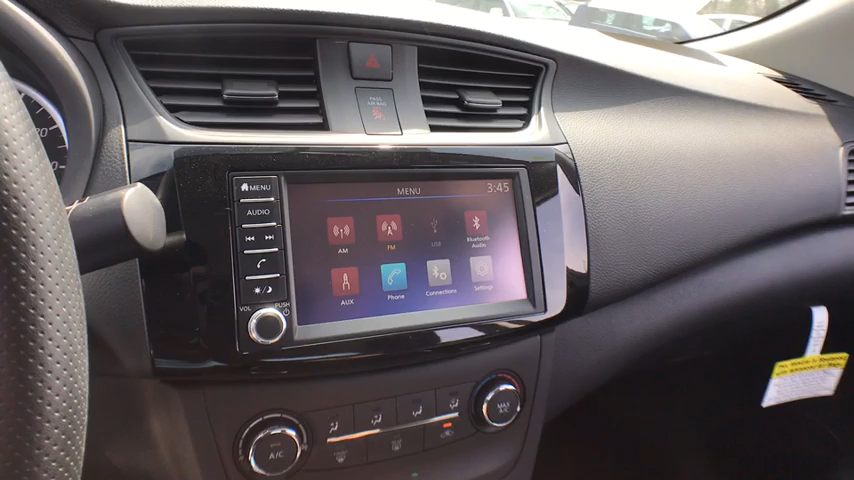 PASS
AIR BAG
MENU
AUDIO
VOL
PUSH
MENU
3:45
AM
FM
USB
Bluetooth
Audio
AUX
Phone
Connections
Settings
A/C
MAX
A/C